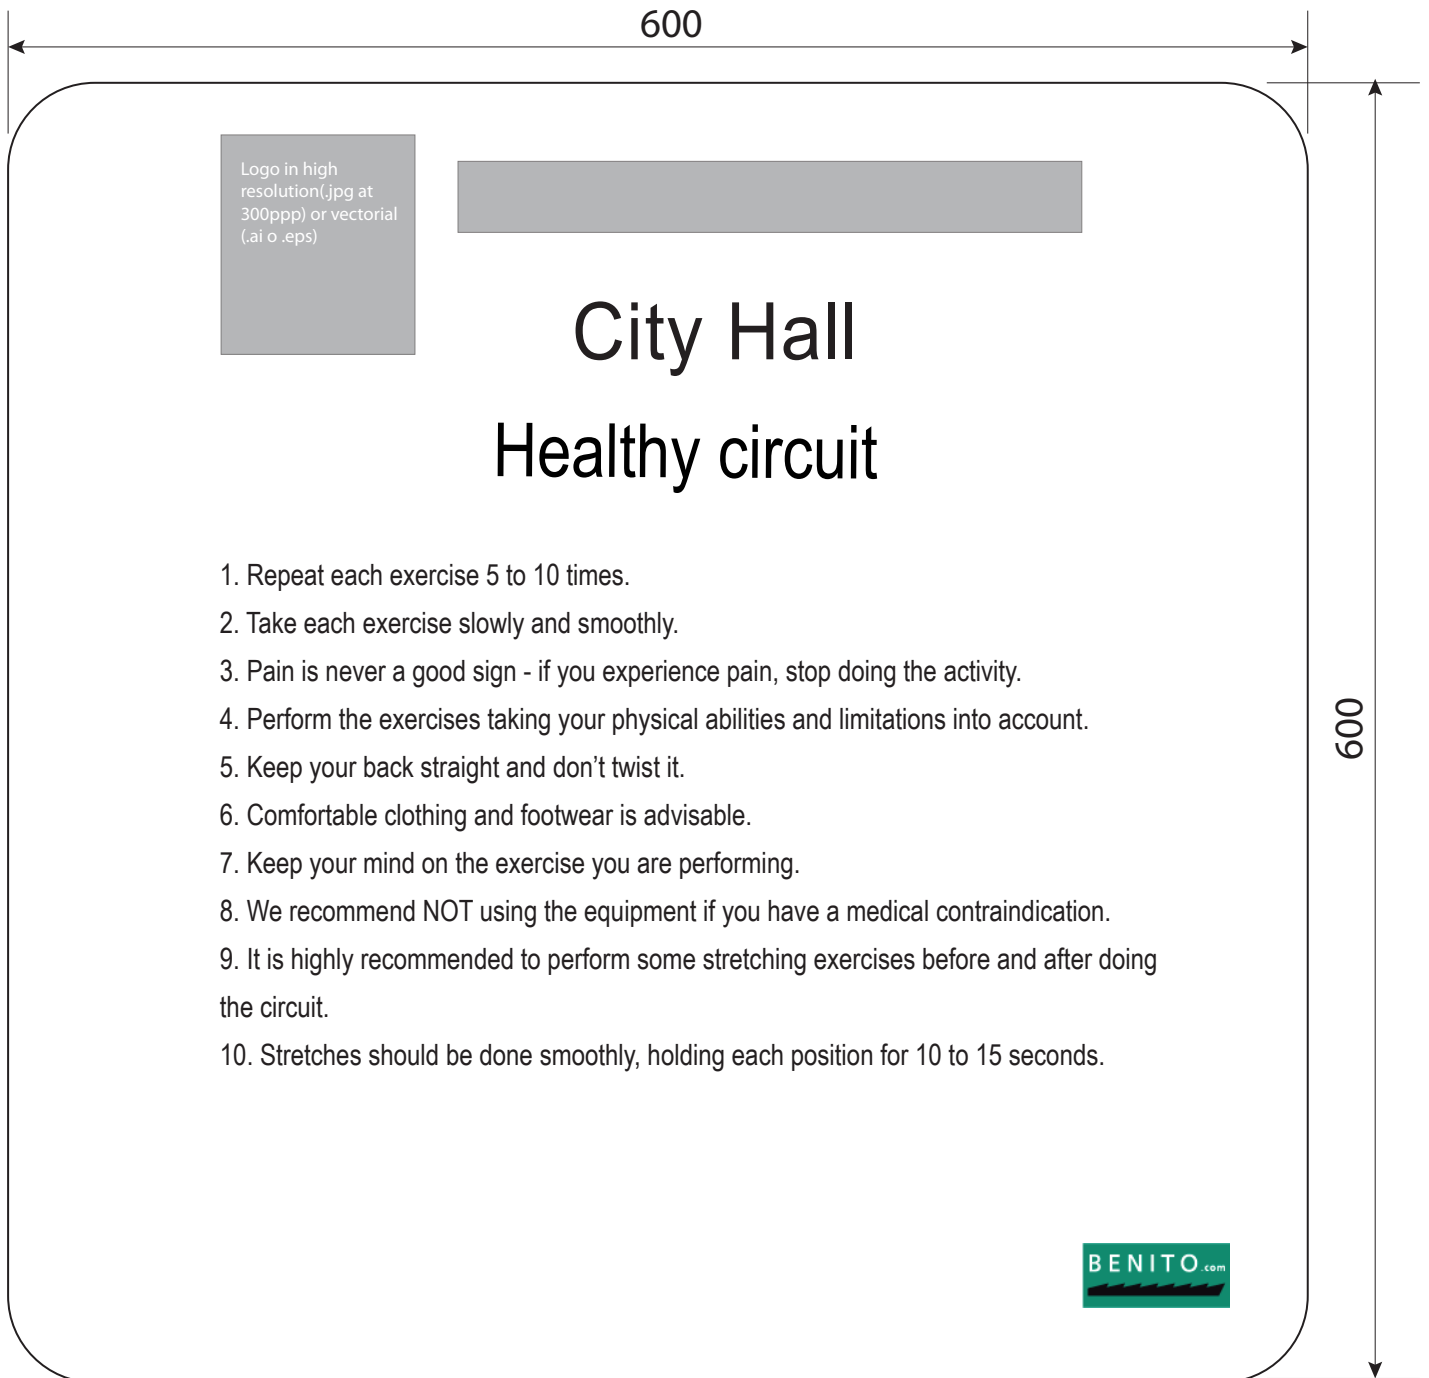 600
Logo in high
resolution(.jpg at
300ppp) or vectorial
(.ai o .eps)
City Hall
Healthy circuit
1. Repeat each exercise 5 to 10 times.
2. Take each exercise slowly and smoothly.
3. Pain is never a good sign - if you experience pain, stop doing the activity.
4. Perform the exercises taking your physical abilities and limitations into account.
600
5. Keep your back straight and don't twist it.
6. Comfortable clothing and footwear is advisable.
7. Keep your mind on the exercise you are performing.
8. We recommend NOT using the equipment if you have a medical contraindication.
9. It is highly recommended to perform some stretching exercises before and after doing
the circuit.
10. Stretches should be done smoothly, holding each position for 10 to 15 seconds.
BENITO.com